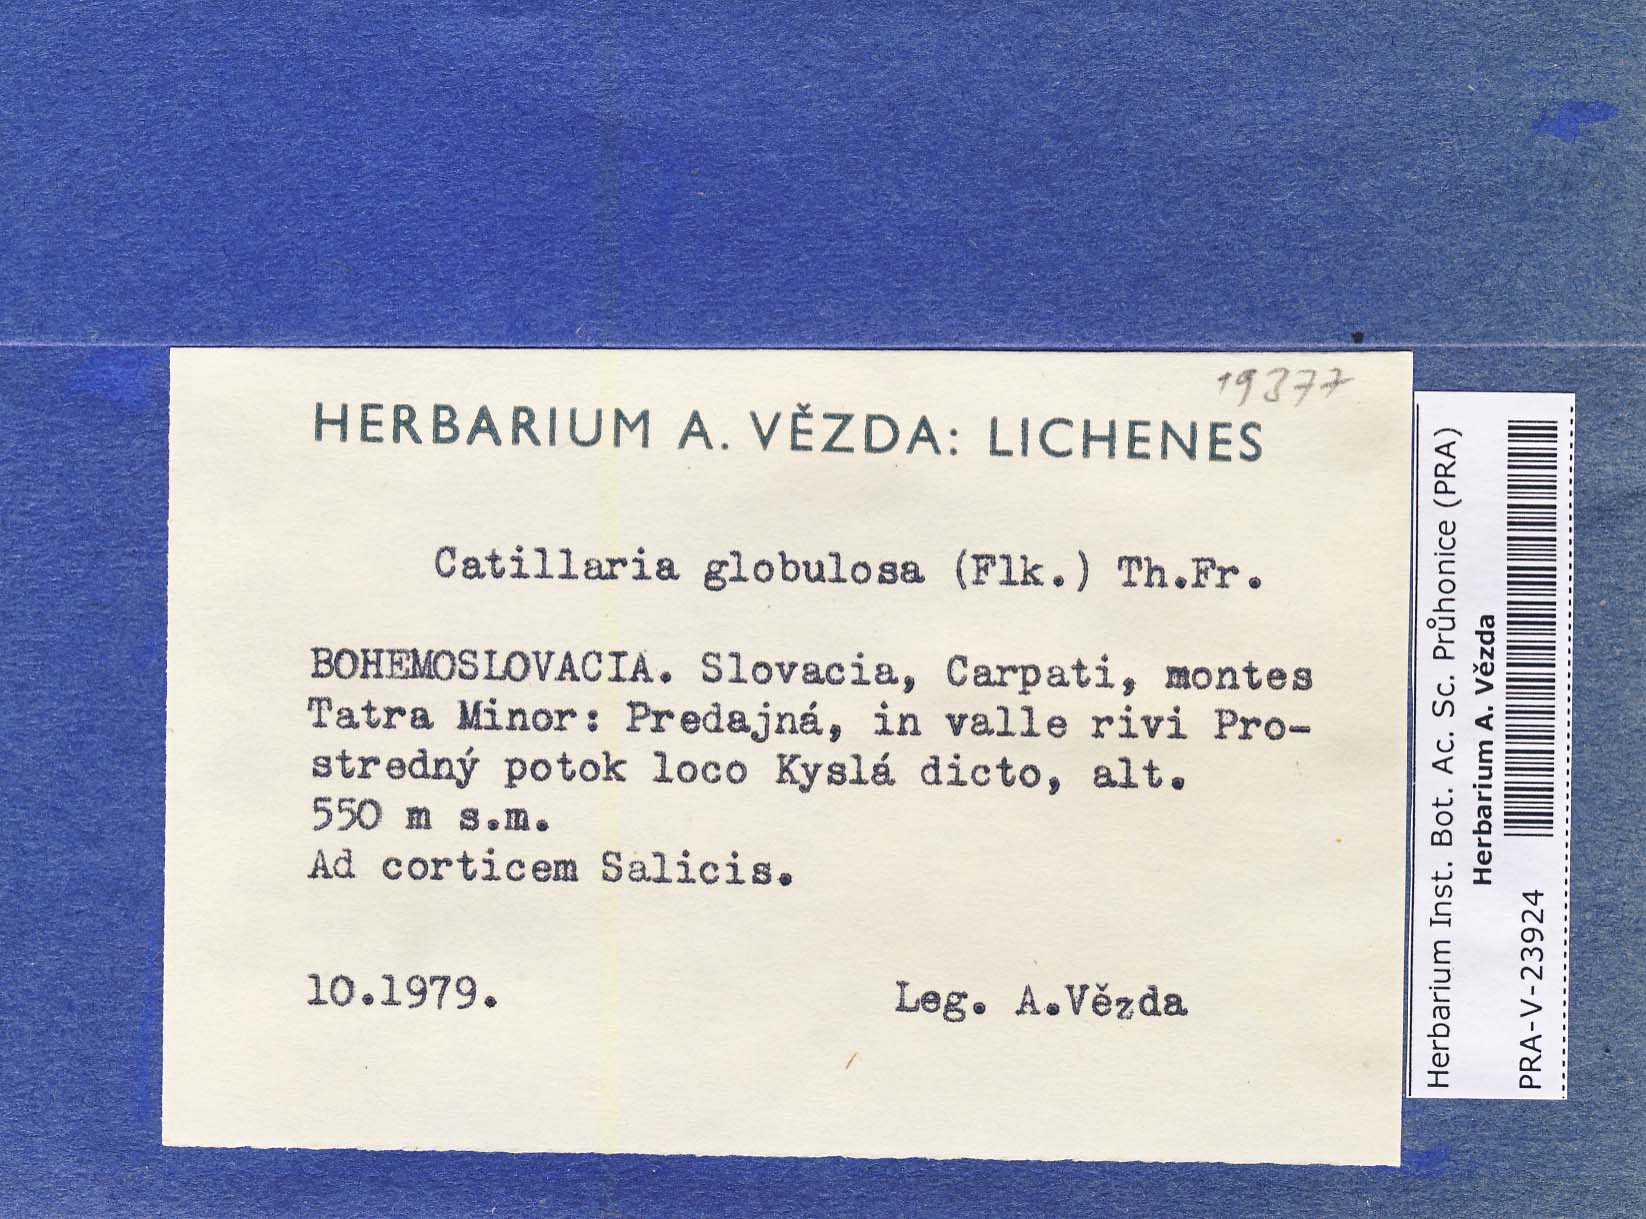 19377
HERBARIUM A. VĚZDA: LICHENES
Catillaria globulosa (Flk.) Th.Fr.
BOHEMOSLOVACIA. Slovacia, Carpati, montes
Tatra Minor: Predajná, in valle rivi Pro-
stredný potok loco Kyslá dicto, alt.
550 m s.m.
Ad corticem Salicis.
10.1979.
Leg. A.Vězda
Herbarium Inst. Bot. Ac. Sc. Průhonice (PRA)
Herbarium A. Vězda
PRA-V-23924